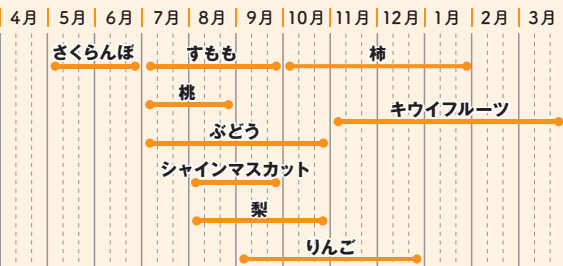 4月 5月 6月 7月 8月 9月 10月 11月 12月 1月 2月 3月
さくらんぼ すもも 柿
桃
キウイフルーツ
ぶどう
シャインマスカット
梨
りんご